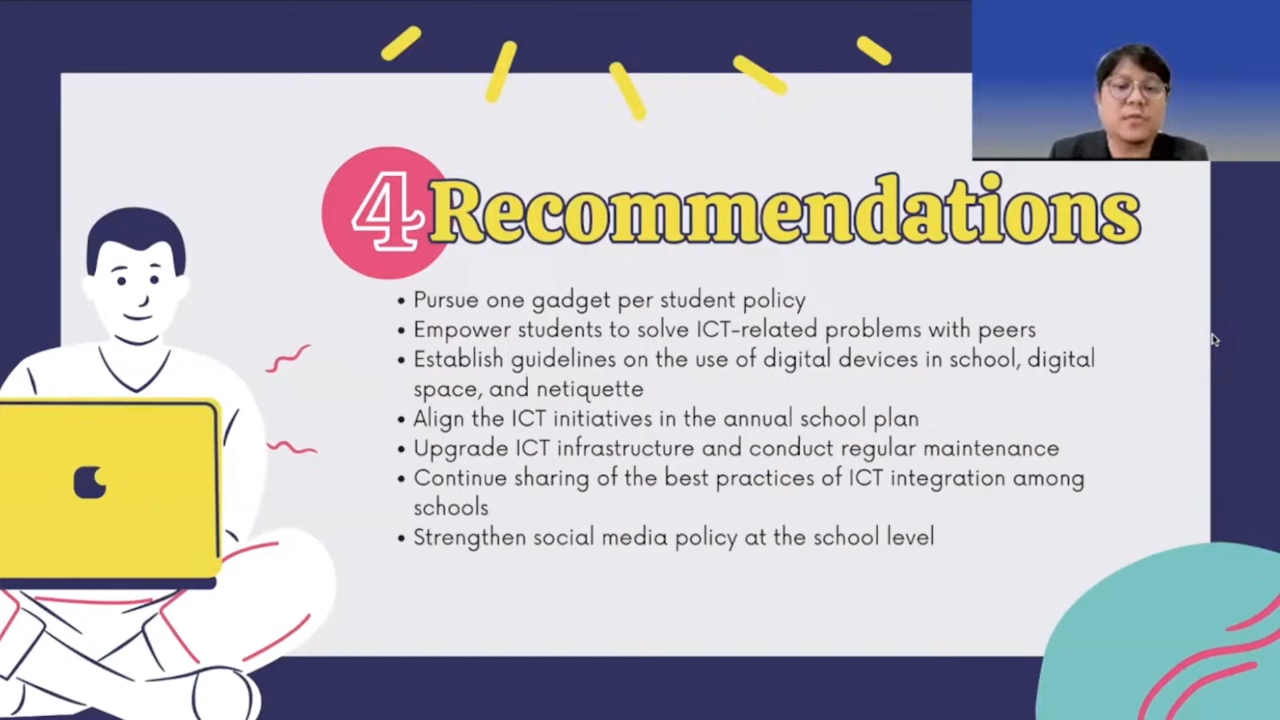 4 Recommendations
• Pursue one gadget per student policy
• Empower students to solve ICT-related problems with peers
• Establish guidelines on the use of digital devices in school, digital
space, and netiquette
• Align the ICT initiatives in the annual school plan
• Upgrade ICT infrastructure and conduct regular maintenance
• Continue sharing of the best practices of ICT integration among
schools
• Strengthen social media policy at the school level